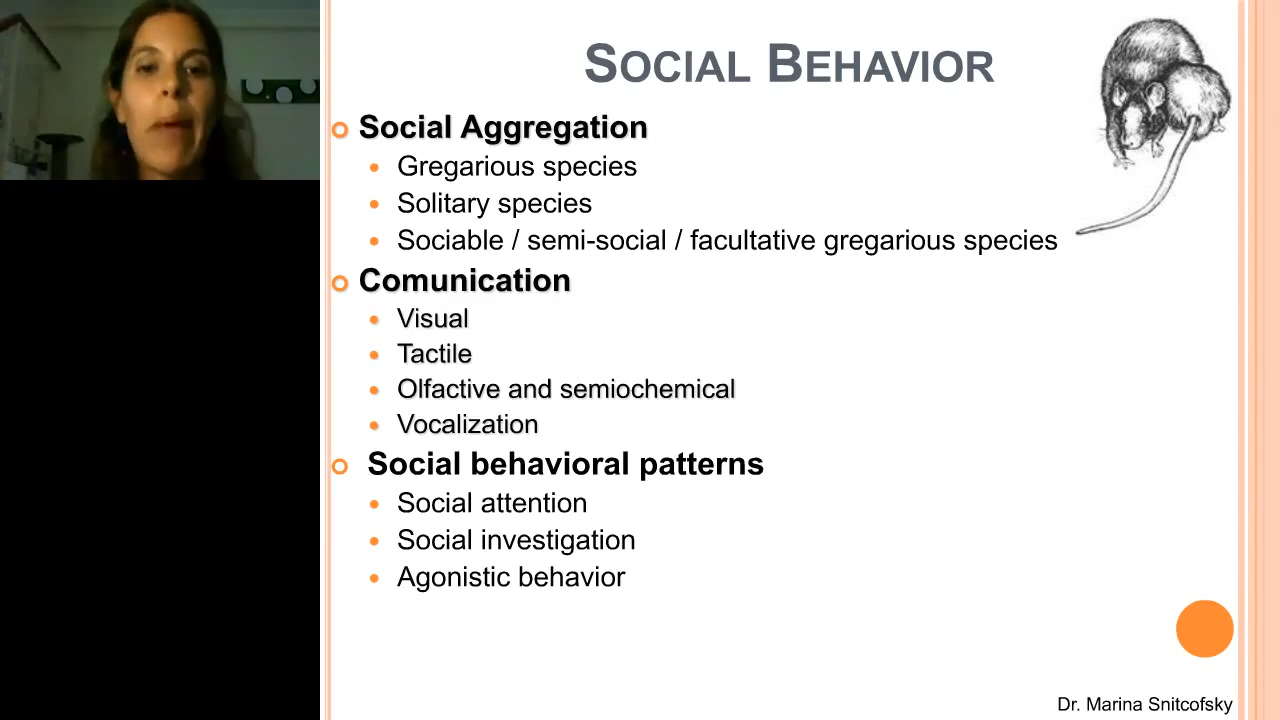 SOCIAL BEHAVIOR
Social Aggregation
Gregarious species
Solitary species
Sociable / semi-social / facultative gregarious species
Comunication
Visual
Tactile
Olfactive and semiochemical
Vocalization
Social behavioral patterns
Social attention
Social investigation
Agonistic behavior
Dr. Marina Snitcofsky